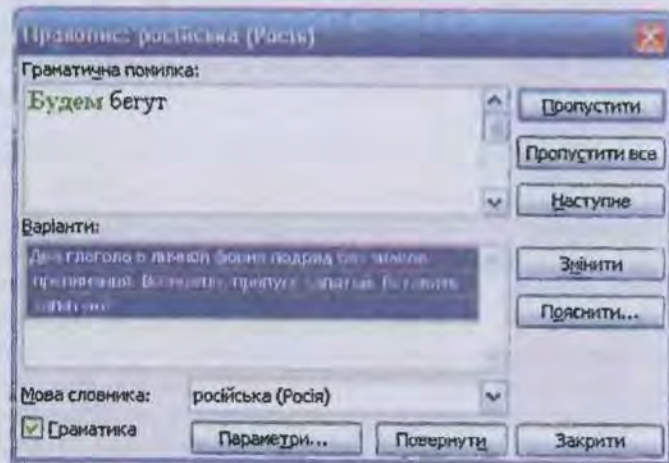 Правопис: російська (Росія)
Граматична помилка:
Будем бегут
Пропустити
Пропустити все
Наступне
Варіанти:
Два глагола в личной форме подряд без знаков
препинания. Возможно, пропуск запятой. Вставить
запятую.
Змінити
Пояснити...
Мова словника:
російська (Росія)
Граматика
Параметри...
Повернути
Закрити